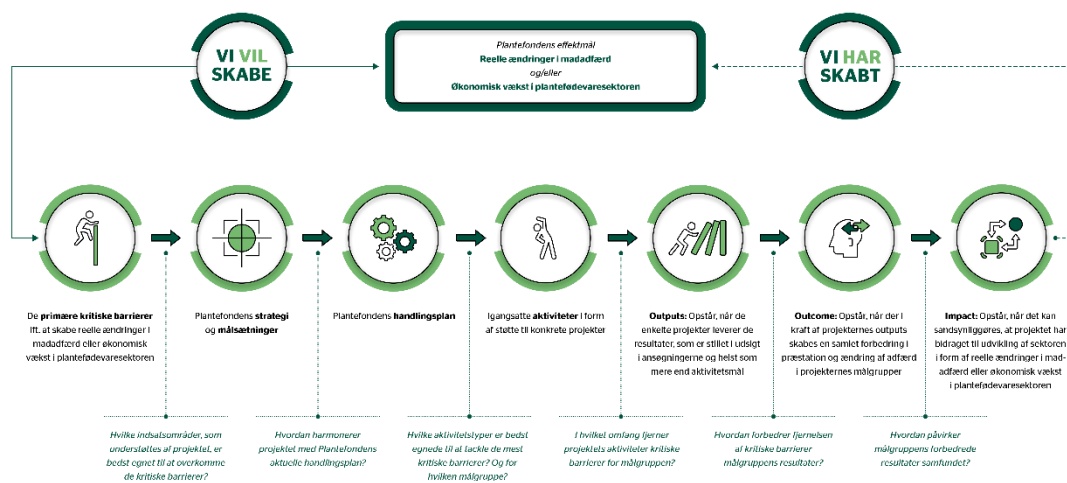 VI VIL
SKABE
Plantefondens effektmål
Reelle ændringer i madadfærd
og/eller
Økonomisk vækst i plantefødevaresektoren
VI HAR
SKABT
De primære kritiske barrierer
ift. at skabe reelle ændringer i
madadfærd eller økonomisk
vækst i plantefødevaresektoren
Plantefondens strategi
og målsætninger
Plantefondens handlingsplan
Igangsatte aktiviteter i form
af støtte til konkrete projekter
Outputs: Opstår, når de
enkelte projekter leverer de
resultater, som er stillet i udsigt
i ansøgningerne og helst som
mere end aktivitetsmål
Outcome: Opstår, når der i
kraft af projekternes outputs
skabes en samlet forbedring i
præstation og ændring af adfærd
i projekternes målgrupper
Impact: Opstår, når det kan
sandsynliggøres, at projektet har
bidraget til udvikling af sektoren
i form af reelle ændringer i mad-
adfærd eller økonomisk vækst
i plantefødevaresektoren
Hvilke indsatsområder, som
understøttes af projektet, er
bedst egnet til at overkomme
de kritiske barrierer?
Hvordan harmonerer
projektet med Plantefondens
aktuelle handlingsplan?
Hvilke aktivitetstyper er bedst
egnede til at tackle de mest
kritiske barrierer? Og for
hvilken målgruppe?
I hvilket omfang fjerner
projektets aktiviteter kritiske
barrierer for målgruppen?
Hvordan forbedrer fjernelsen
af kritiske barrierer
målgruppens resultater?
Hvordan påvirker
målgruppens forbedrede
resultater samfundet?